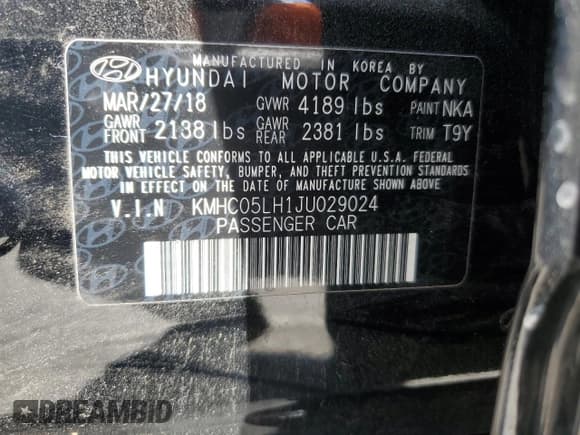 MANUFACTURED IN KOREA BY
HYUNDAI MOTOR COMPANY
MAR/27/18 GVWR 4189 lbs PAINT NKA
GAWR FRONT 2138 lbs GAWR REAR 2381 lbs TRIM T9Y
THIS VEHICLE CONFORMS TO ALL APPLICABLE U.S.A. FEDERAL
MOTOR VEHICLE SAFETY, BUMPER, AND THEFT PREVENTION
STANDARDS IN EFFECT ON THE DATE OF MANUFACTURE
SHOWN ABOVE
V.I.N KMHC05LH1JU029024
PASSENGER CAR
DREAMBID